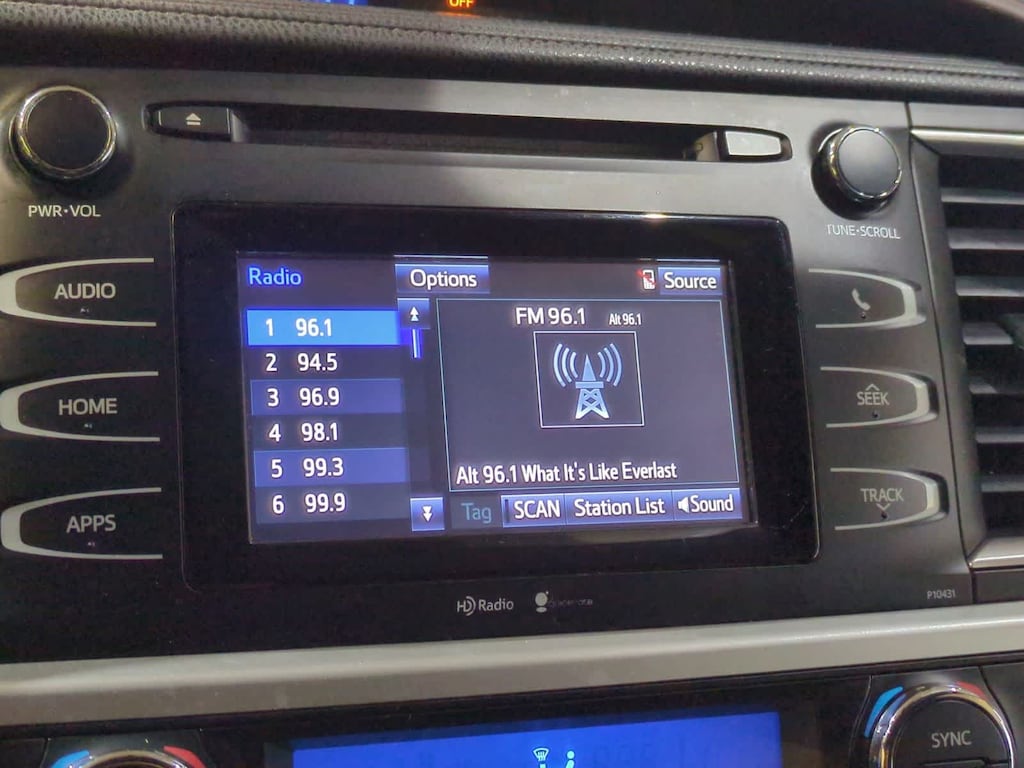 OFF
PWR•VOL
TUNE•SCROLL
AUDIO
HOME
APPS
Radio
Options
Source
1 96.1
2 94.5
3 96.9
4 98.1
5 99.3
6 99.9
FM 96.1 Alt 96.1
Alt 96.1 What It's Like Everlast
Tag
SCAN
Station List
Sound
SEEK
TRACK
HD Radio
P10431
SYNC